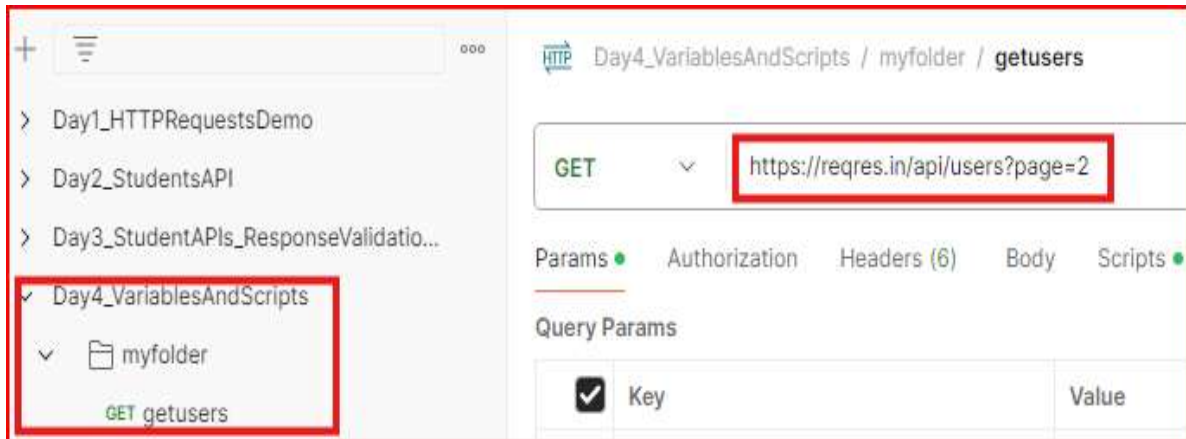 Day1_HTTPRequestsDemo
Day2_StudentsAPI
Day3_StudentAPIs_ResponseValidatio...
Day4_VariablesAndScripts
myfolder
GET getusers
HTTP Day4_VariablesAndScripts / myfolder / getusers
GET https://reqres.in/api/users?page=2
Params Authorization Headers (6) Body Scripts
Query Params
Key Value